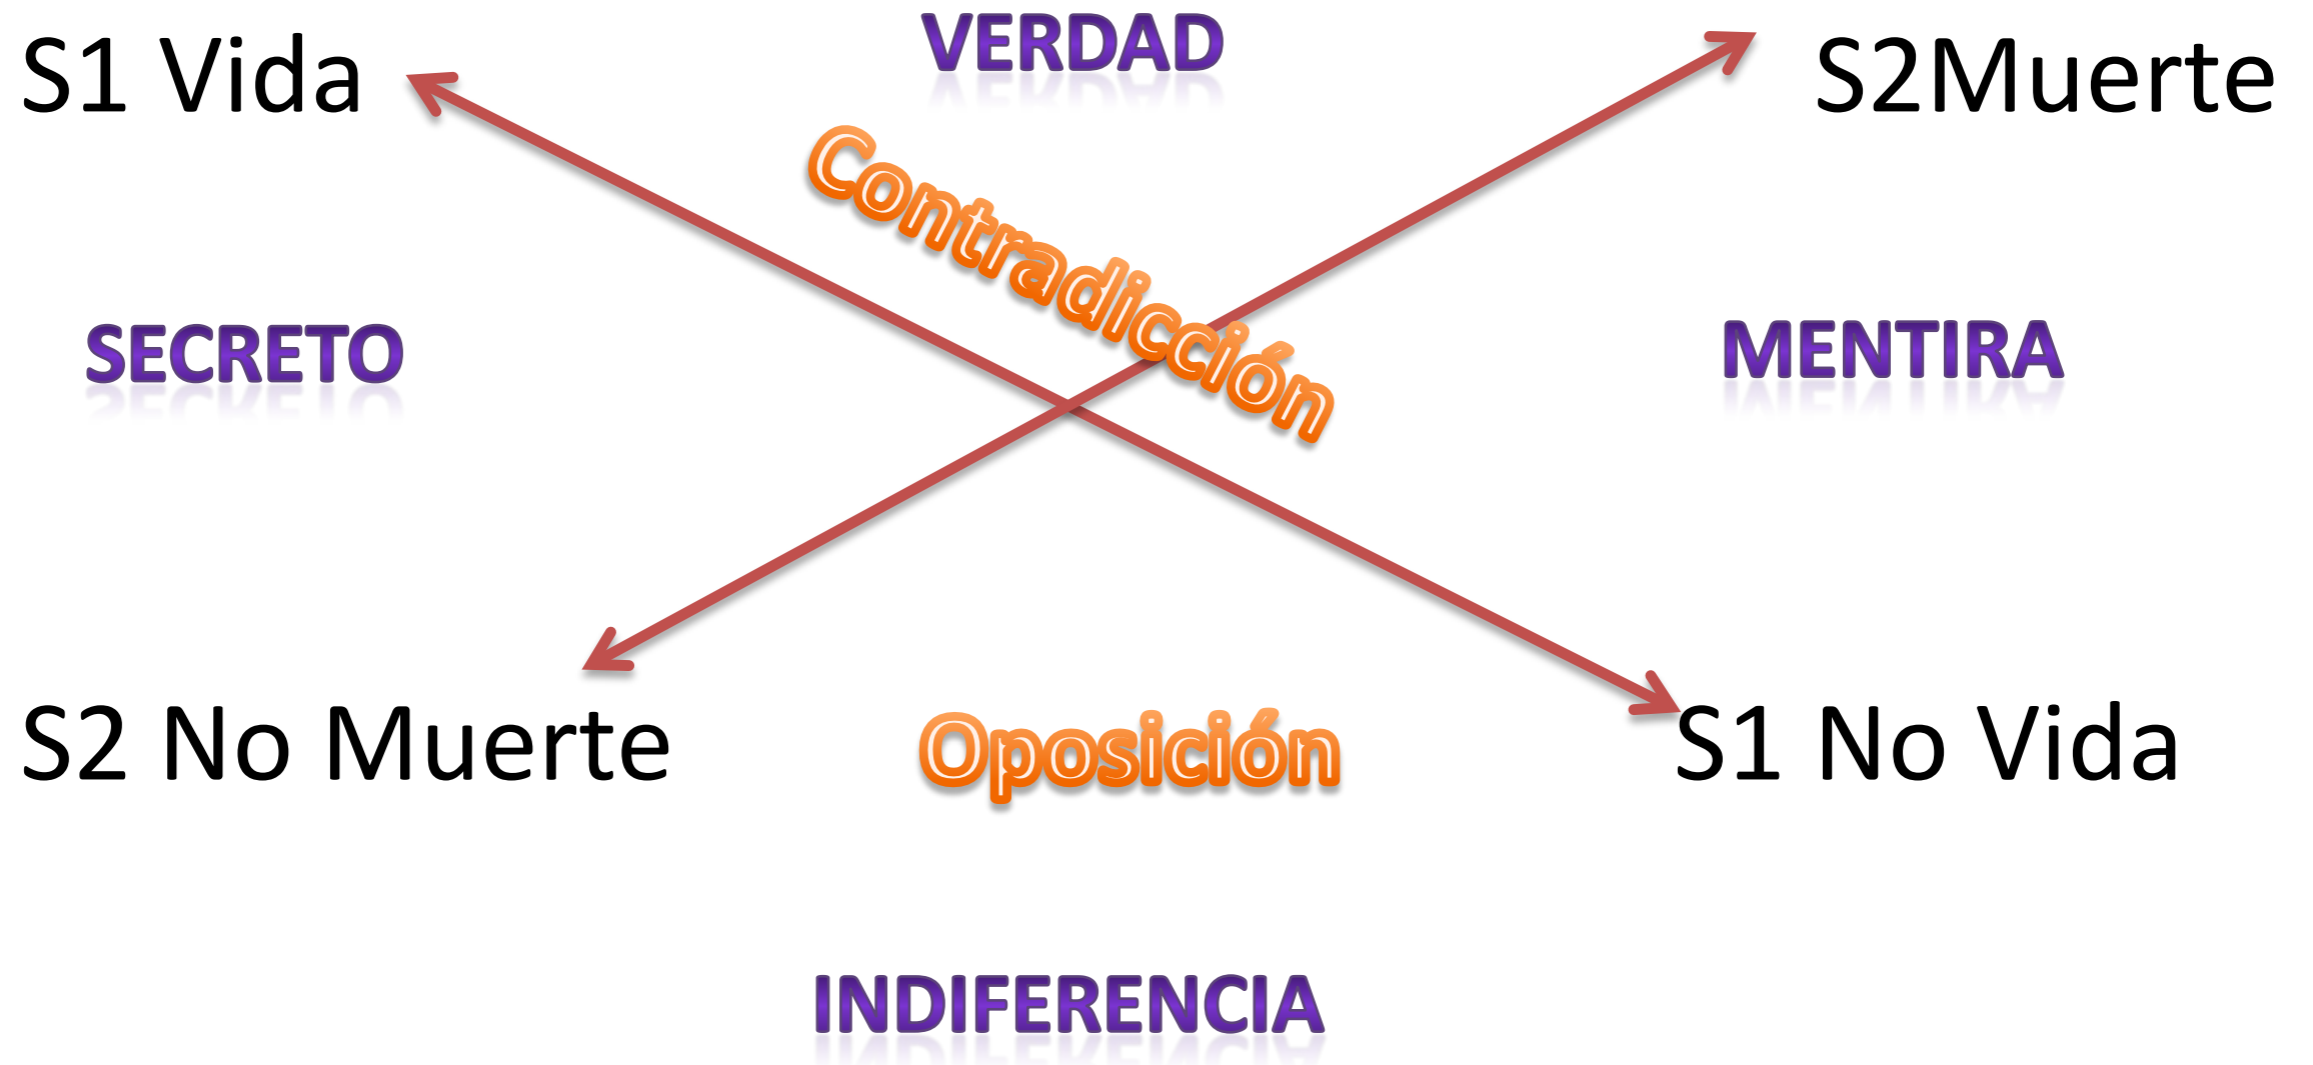 VERDAD
S1 Vida
S2Muerte
Contradicción
SECRETO
MENTIRA
S2 No Muerte
Oposición
S1 No Vida
INDIFERENCIA